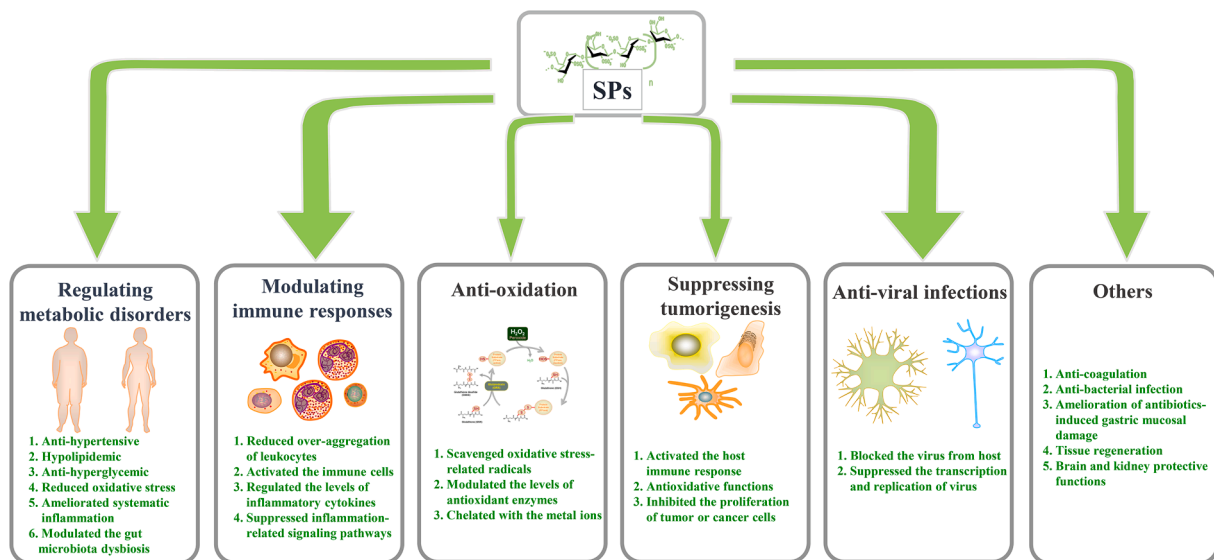 SPs
n
Regulating
metabolic disorders
1. Anti-hypertensive
2. Hypolipidemic
3. Anti-hyperglycemic
4. Reduced oxidative stress
5. Ameliorated systematic
inflammation
6. Modulated the gut
microbiota dysbiosis
Modulating
immune responses
1. Reduced over-aggregation
of leukocytes
2. Activated the immune cells
3. Regulated the levels of
inflammatory cytokines
4. Suppressed inflammation-
related signaling pathways
Anti-oxidation
H₂O₂
Peroxide
1. Scavenged oxidative stress-
related radicals
2. Modulated the levels of
antioxidant enzymes
3. Chelated with the metal ions
Suppressing
tumorigenesis
1. Activated the host
immune response
2. Antioxidative functions
3. Inhibited the proliferation
of tumor or cancer cells
Anti-viral infections
1. Blocked the virus from host
2. Suppressed the transcription
and replication of virus
Others
1. Anti-coagulation
2. Anti-bacterial infection
3. Amelioration of antibiotics-
induced gastric mucosal
damage
4. Tissue regeneration
5. Brain and kidney protective
functions